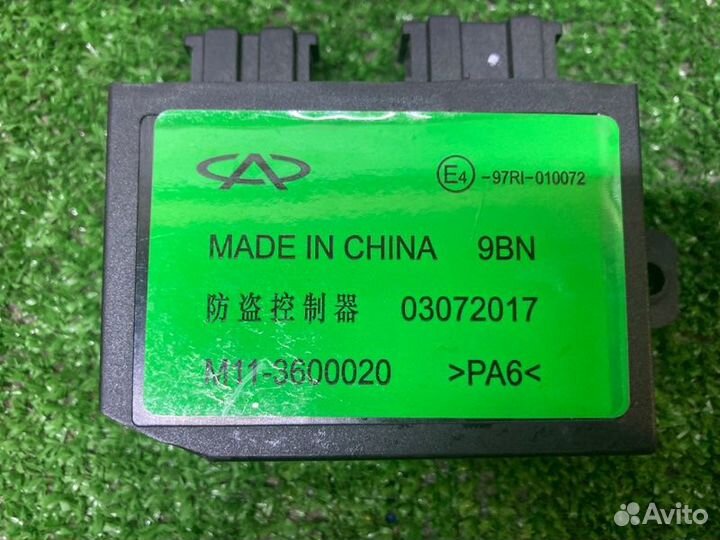 E4 -97RI-010072
MADE IN CHINA 9BN
防盗控制器 03072017
M11-3600020 >PA6<
Avito